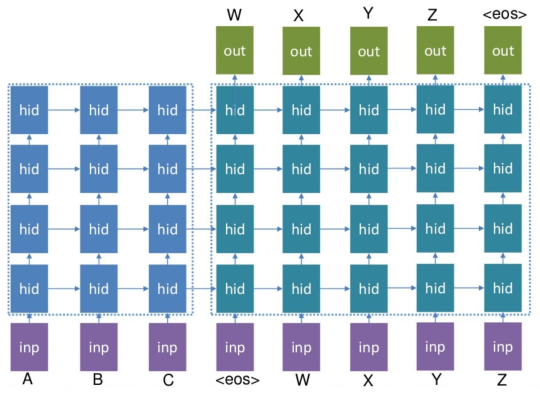 W X Y Z <eos>
out out out out out
hid hid hid hid hid hid hid hid
hid hid hid hid hid hid hid hid
hid hid hid hid hid hid hid hid
hid hid hid hid hid hid hid hid
inp inp inp inp inp inp inp inp
A B C <eos> W X Y Z